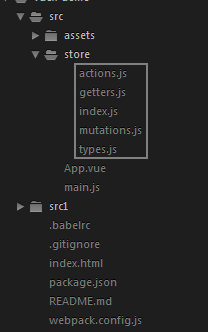 src
assets
store
actions.js
getters.js
index.js
mutations.js
types.js
App.vue
main.js
src1
.babelrc
.gitignore
index.html
package.json
README.md
webpack.config.js